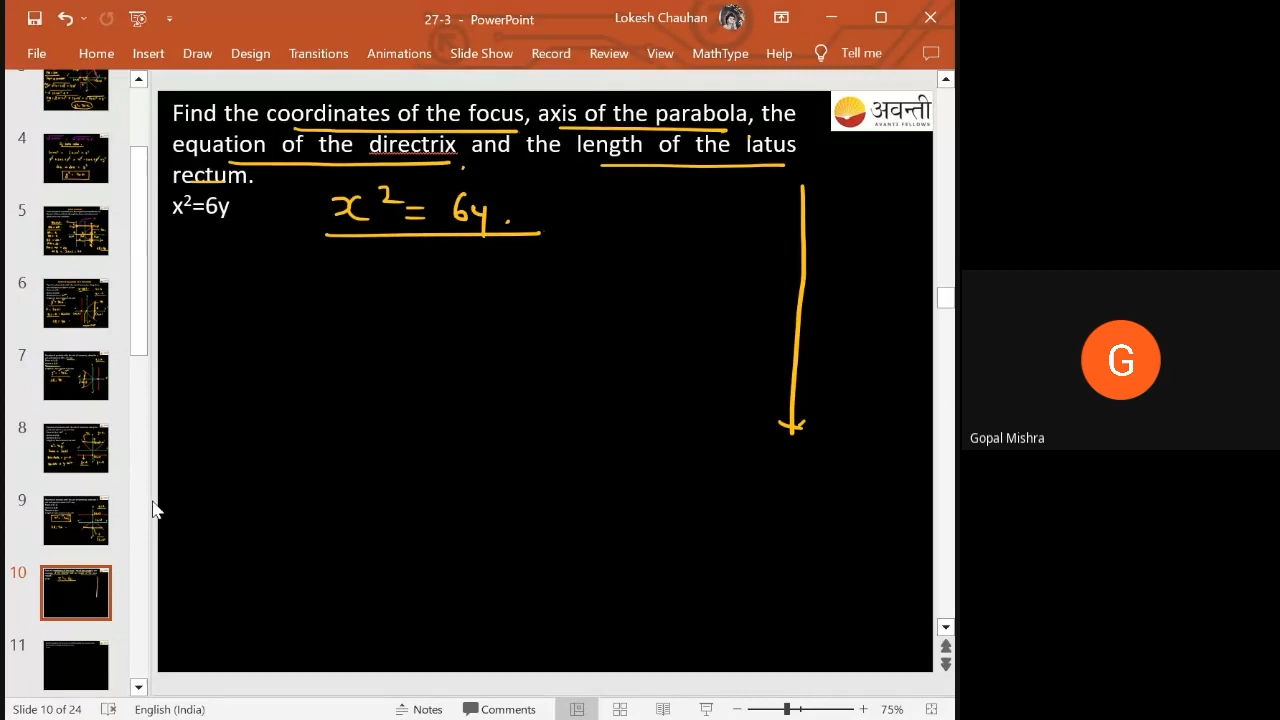 27-3 - PowerPoint
Lokesh Chauhan
File Home Insert Draw Design Transitions Animations Slide Show Record Review View MathType Help Tell me
Find the coordinates of the focus, axis of the parabola, the
equation of the directrix and the length of the latus
rectum.
x²=6y
x² = 6y.
अवन्ती
AVANTI FELLOWS
4
5
6
7
8
9
10
11
G
Gopal Mishra
Slide 10 of 24 English (India) Notes Comments 75%